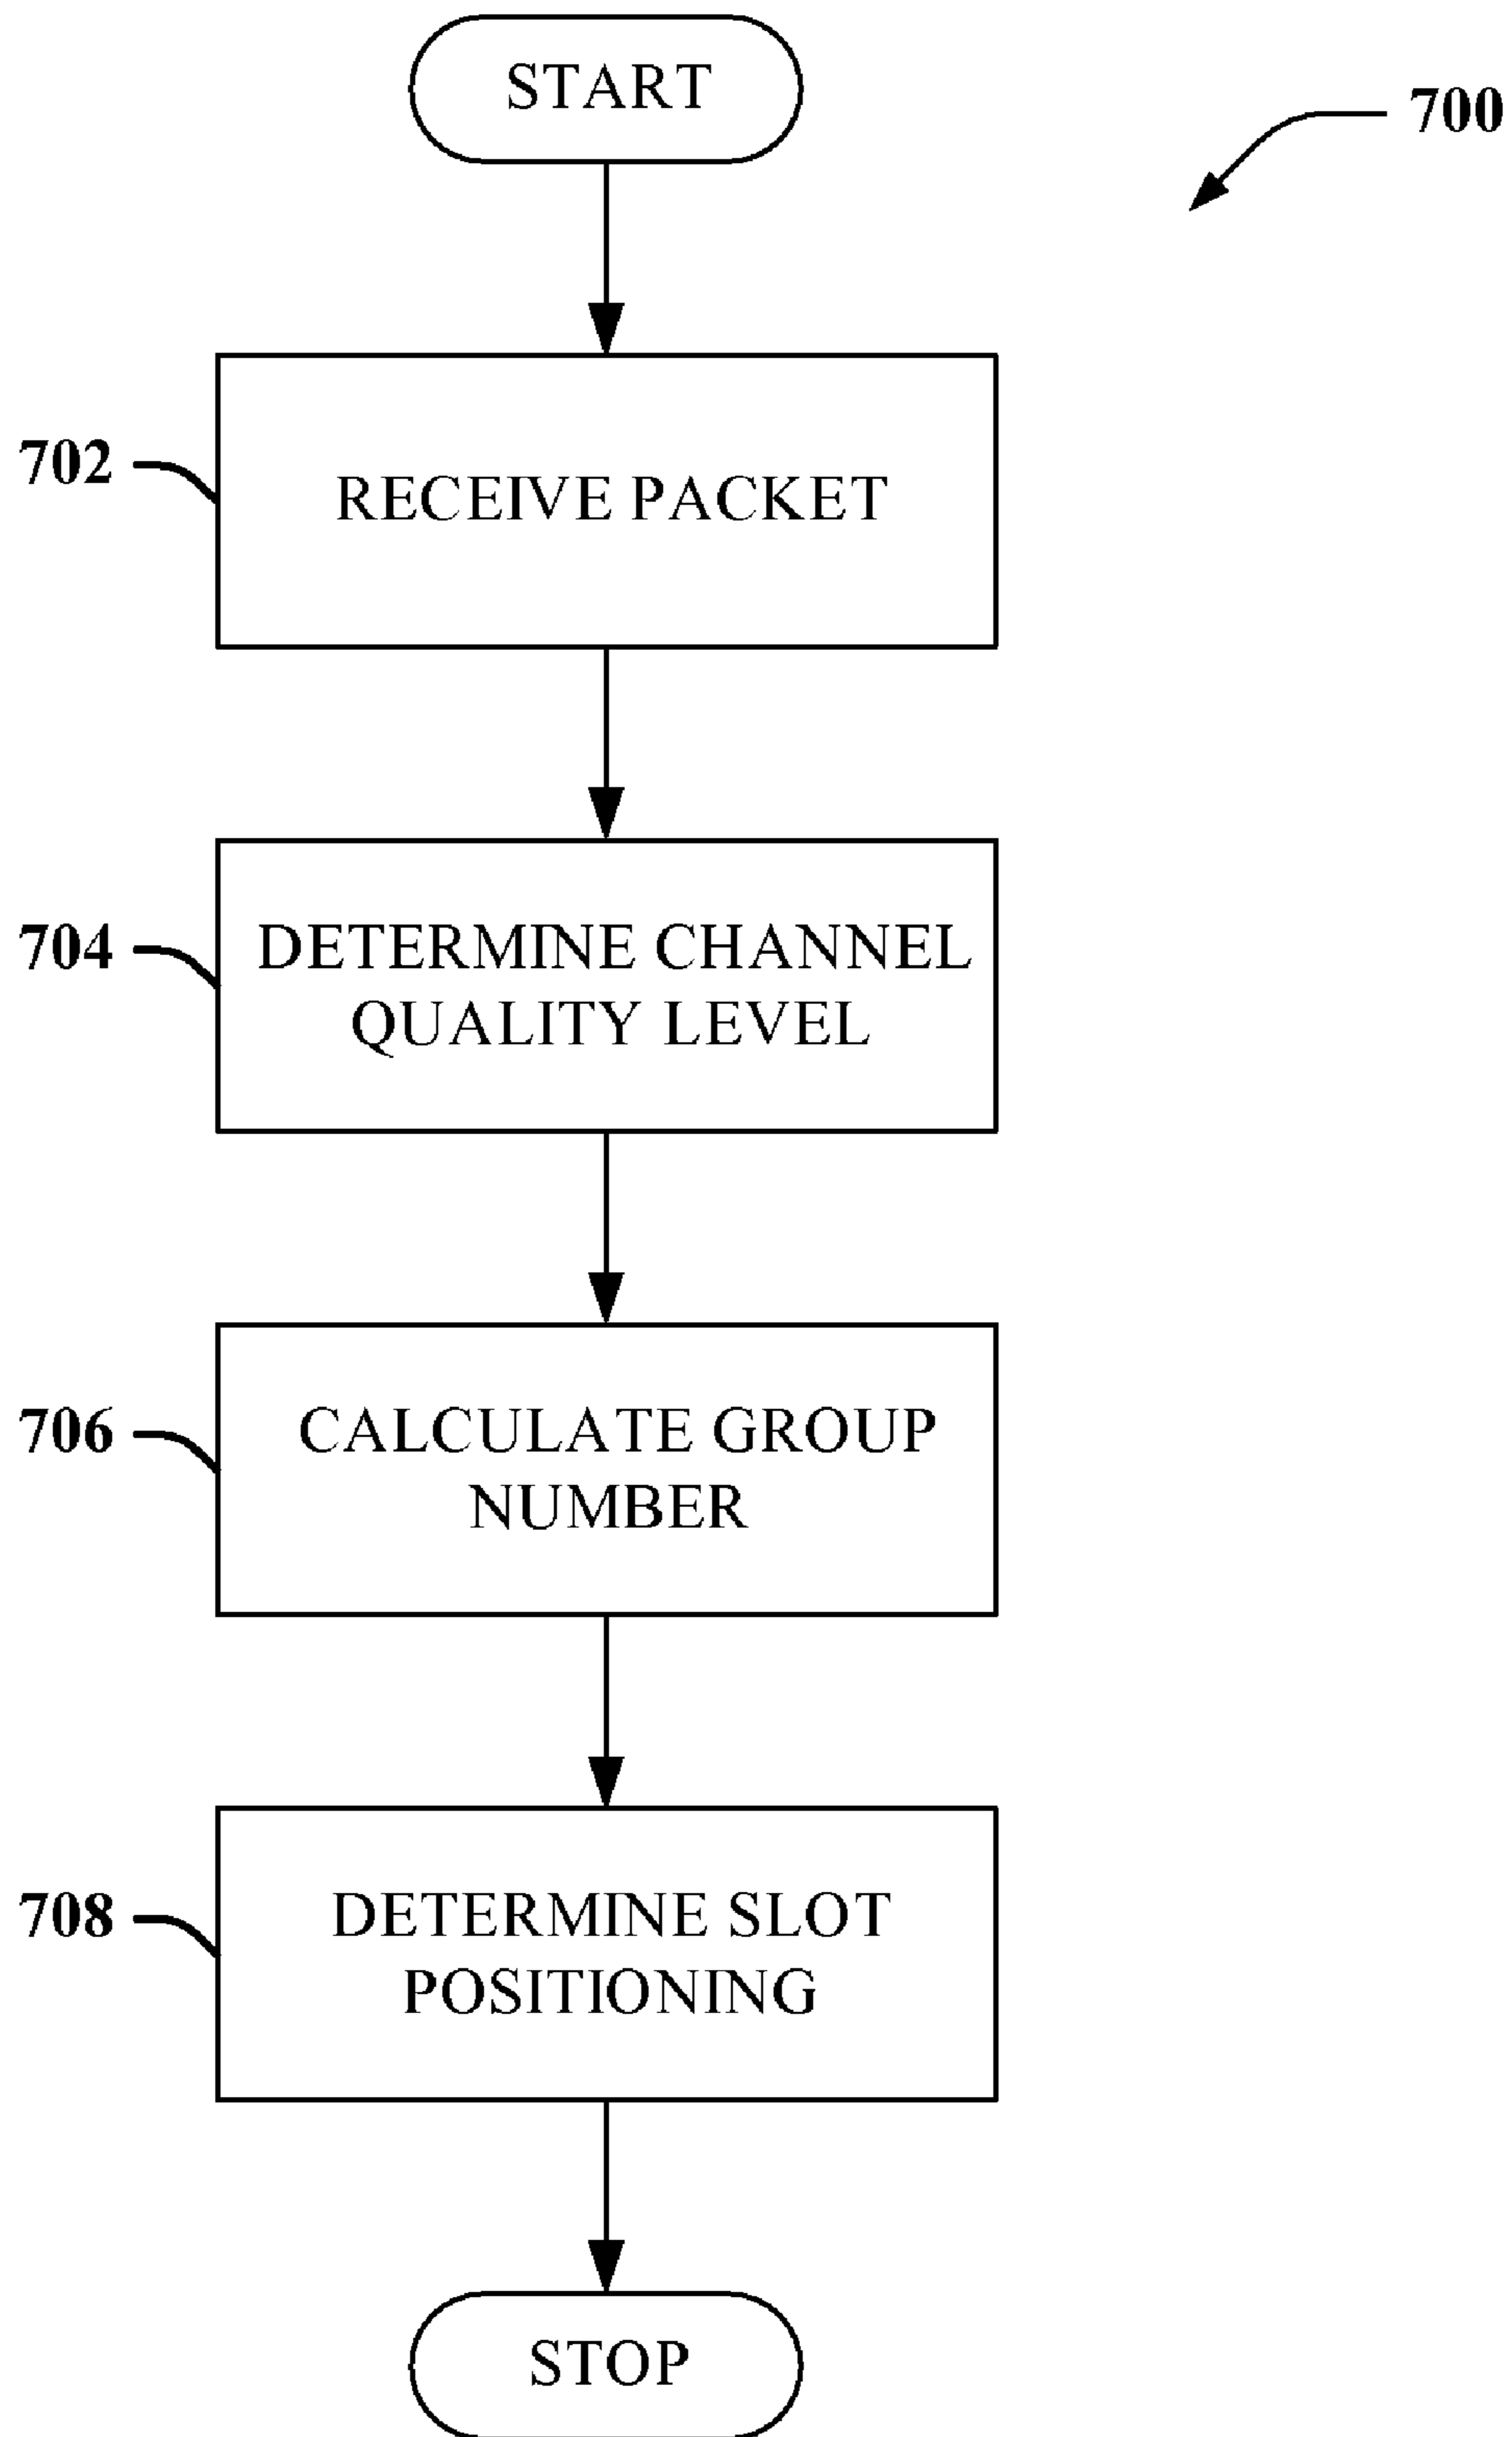 START
700
702
RECEIVE PACKET
704
DETERMINE CHANNEL
QUALITY LEVEL
706
CALCULATE GROUP
NUMBER
708
DETERMINE SLOT
POSITIONING
STOP